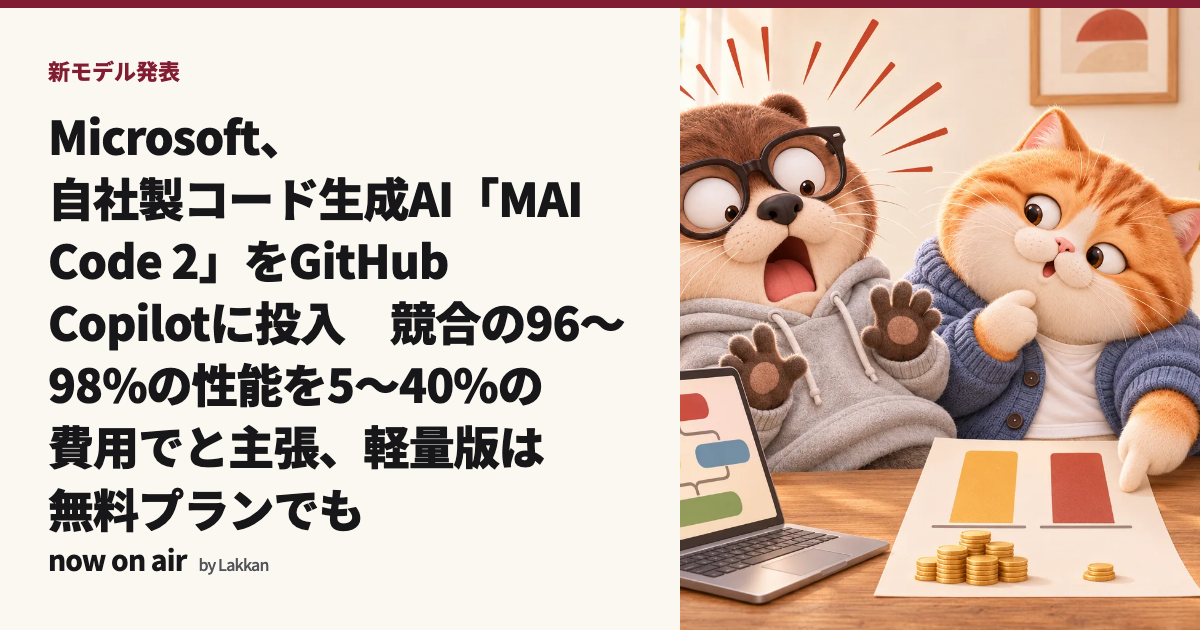 新モデル発表
Microsoft、
自社製コード生成AI「MAI
Code 2」をGitHub
Copilotに投入　競合の96〜
98%の性能を5〜40%の
費用でと主張、軽量版は
無料プランでも
now on air by Lakkan